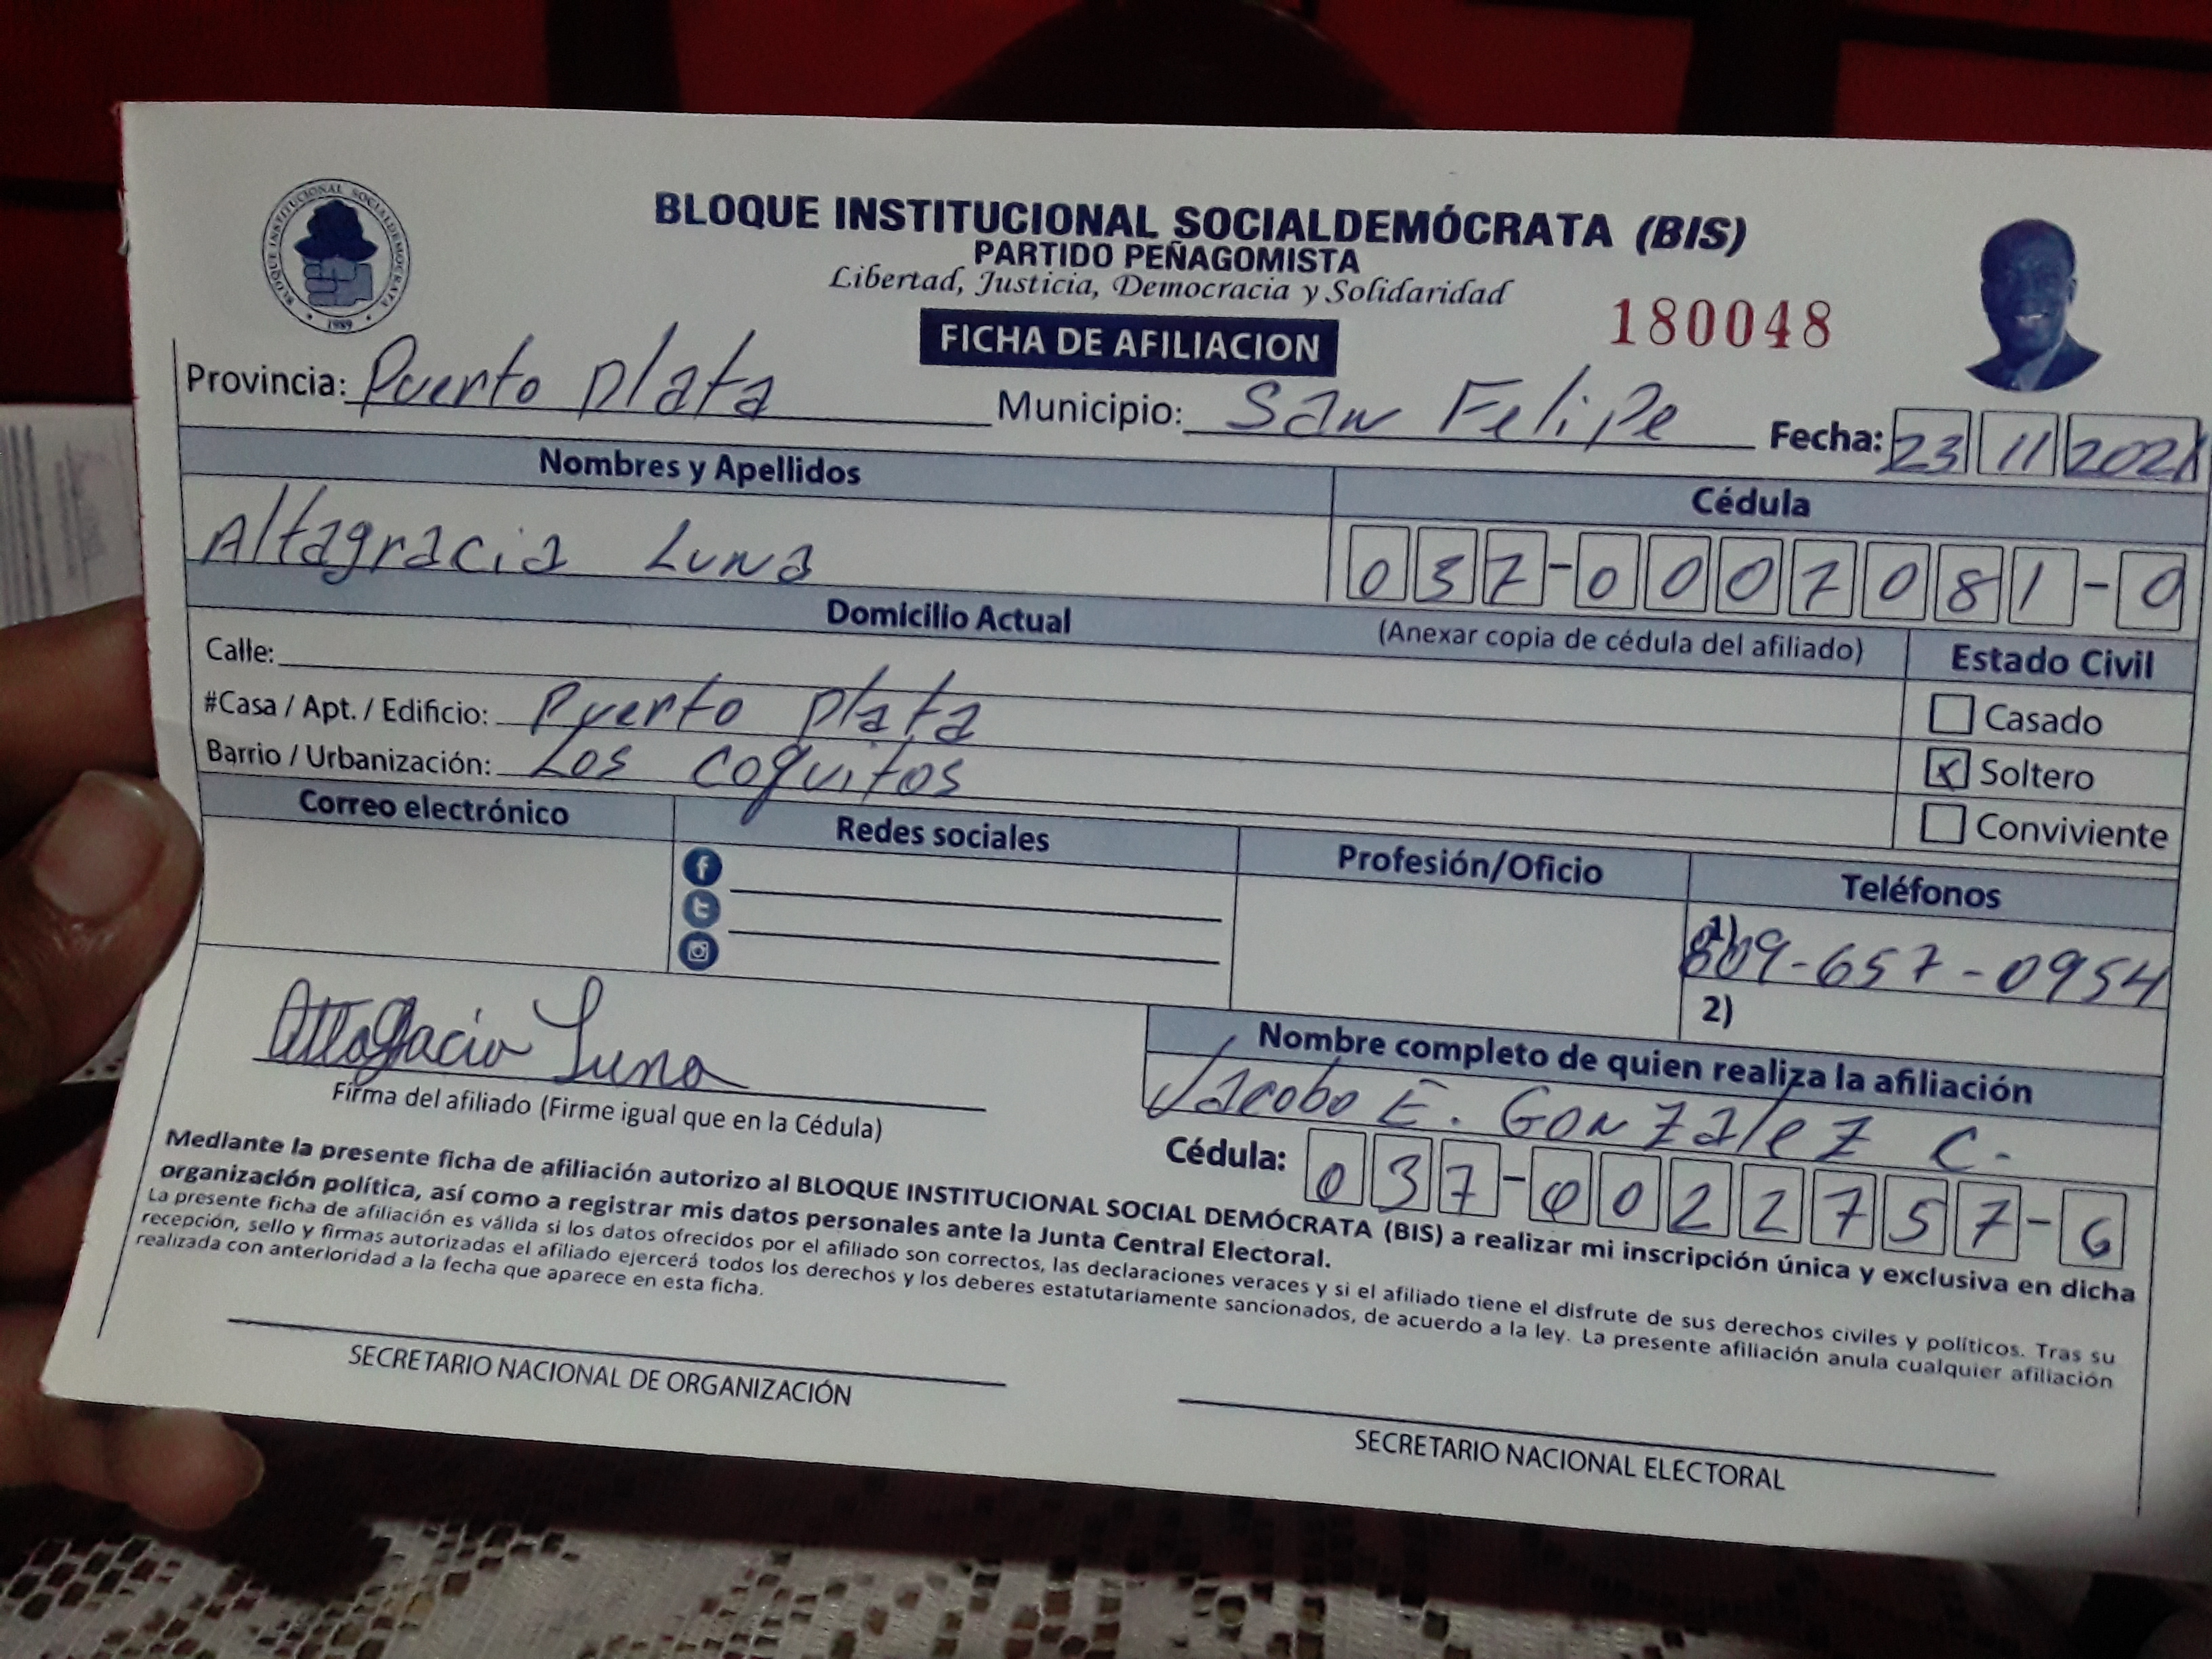 BLOQUE INSTITUCIONAL SOCIALDEMOCRATA
1989
BLOQUE INSTITUCIONAL SOCIALDEMÓCRATA (BIS)
PARTIDO PEÑAGOMISTA
Libertad, Justicia, Democracia y Solidaridad
180048
FICHA DE AFILIACION
Provincia: Puerto plata Municipio: San Felipe Fecha: 23 11 2021
Nombres y Apellidos Cédula
Altagracia Luna 037-0007081-0
Domicilio Actual (Anexar copia de cédula del afiliado) Estado Civil
Calle:
Casado
#Casa / Apt. / Edificio: Puerto plata
X Soltero
Barrio / Urbanización: Los coquitos
Conviviente
Correo electrónico Redes sociales Profesión/Oficio Teléfonos
1) 809-657-0954
2)
Altagracia Luna
Firma del afiliado (Firme igual que en la Cédula)
Nombre completo de quien realiza la afiliación
Jacobo E. Gonzalez C.
Cédula: 037-0022757-6
Mediante la presente ficha de afiliación autorizo al BLOQUE INSTITUCIONAL SOCIAL DEMÓCRATA (BIS) a realizar mi inscripción única y exclusiva en dicha
organización política, así como a registrar mis datos personales ante la Junta Central Electoral.
La presente ficha de afiliación es válida si los datos ofrecidos por el afiliado son correctos, las declaraciones veraces y si el afiliado tiene el disfrute de sus derechos civiles y políticos. Tras su
recepción, sello y firmas autorizadas el afiliado ejercerá todos los derechos y los deberes estatutariamente sancionados, de acuerdo a la ley. La presente afiliación anula cualquier afiliación
realizada con anterioridad a la fecha que aparece en esta ficha.
SECRETARIO NACIONAL DE ORGANIZACIÓN
SECRETARIO NACIONAL ELECTORAL